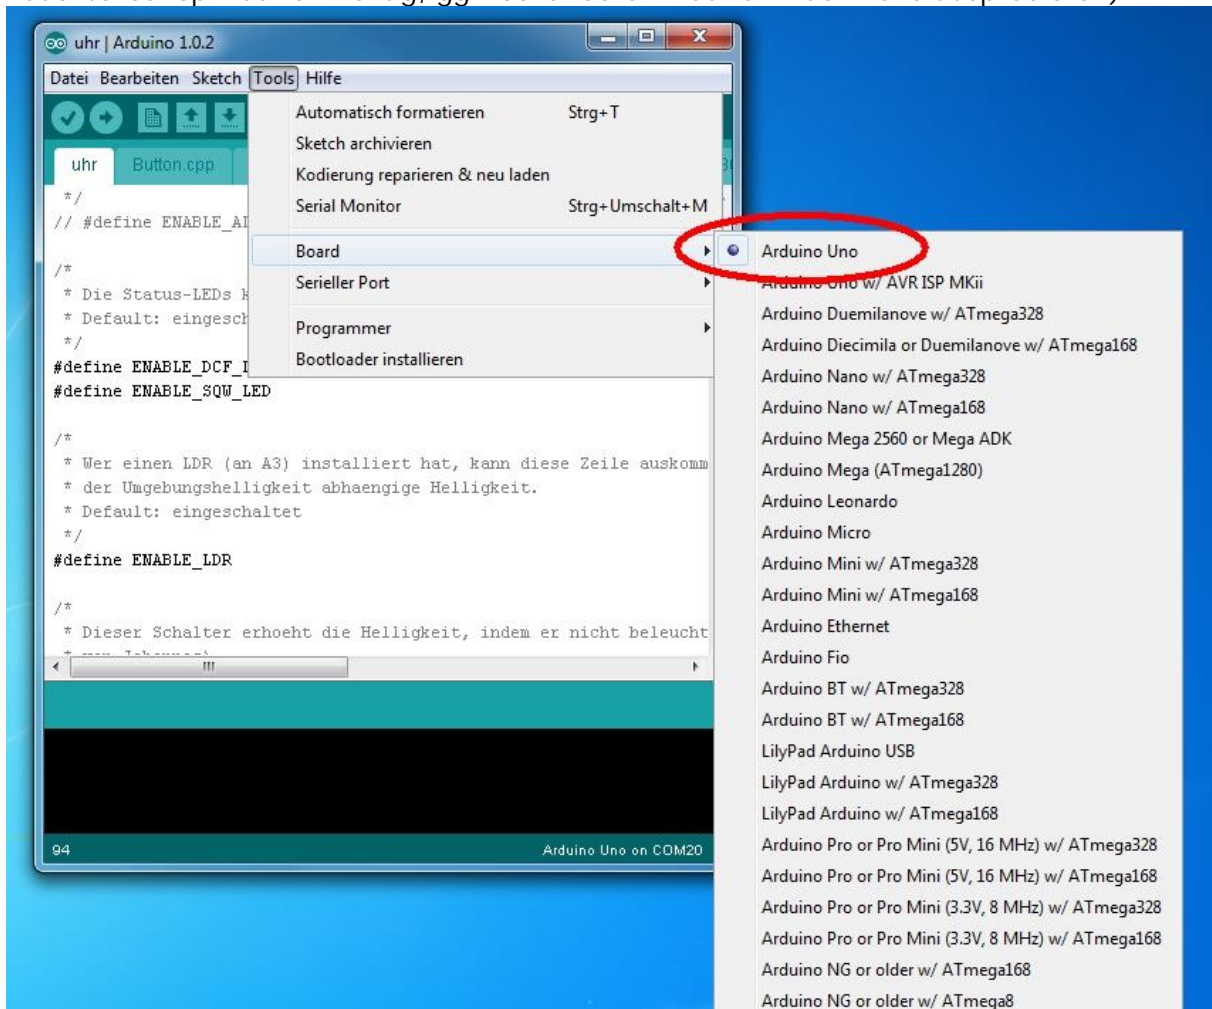 uhr | Arduino 1.0.2
Datei Bearbeiten Sketch Tools Hilfe
Automatisch formatieren Strg+T
Sketch archivieren
Kodierung reparieren & neu laden
Serial Monitor Strg+Umschalt+M
Board
Serieller Port
Programmer
Bootloader installieren
uhr Button.cpp
*/
// #define ENABLE_AL
/*
* Die Status-LEDs k
* Default: eingesch
*/
#define ENABLE_DCF_L
#define ENABLE_SQW_LED
/*
* Wer einen LDR (an A3) installiert hat, kann diese Zeile auskomm
* der Umgebungshelligkeit abhaengige Helligkeit.
* Default: eingeschaltet
*/
#define ENABLE_LDR
/*
* Dieser Schalter erhoeht die Helligkeit, indem er nicht beleucht
94 Arduino Uno on COM20
Arduino Uno
Arduino Uno w/ AVR ISP MKii
Arduino Duemilanove w/ ATmega328
Arduino Diecimila or Duemilanove w/ ATmega168
Arduino Nano w/ ATmega328
Arduino Nano w/ ATmega168
Arduino Mega 2560 or Mega ADK
Arduino Mega (ATmega1280)
Arduino Leonardo
Arduino Micro
Arduino Mini w/ ATmega328
Arduino Mini w/ ATmega168
Arduino Ethernet
Arduino Fio
Arduino BT w/ ATmega328
Arduino BT w/ ATmega168
LilyPad Arduino USB
LilyPad Arduino w/ ATmega328
LilyPad Arduino w/ ATmega168
Arduino Pro or Pro Mini (5V, 16 MHz) w/ ATmega328
Arduino Pro or Pro Mini (5V, 16 MHz) w/ ATmega168
Arduino Pro or Pro Mini (3.3V, 8 MHz) w/ ATmega328
Arduino Pro or Pro Mini (3.3V, 8 MHz) w/ ATmega168
Arduino NG or older w/ ATmega168
Arduino NG or older w/ ATmega8